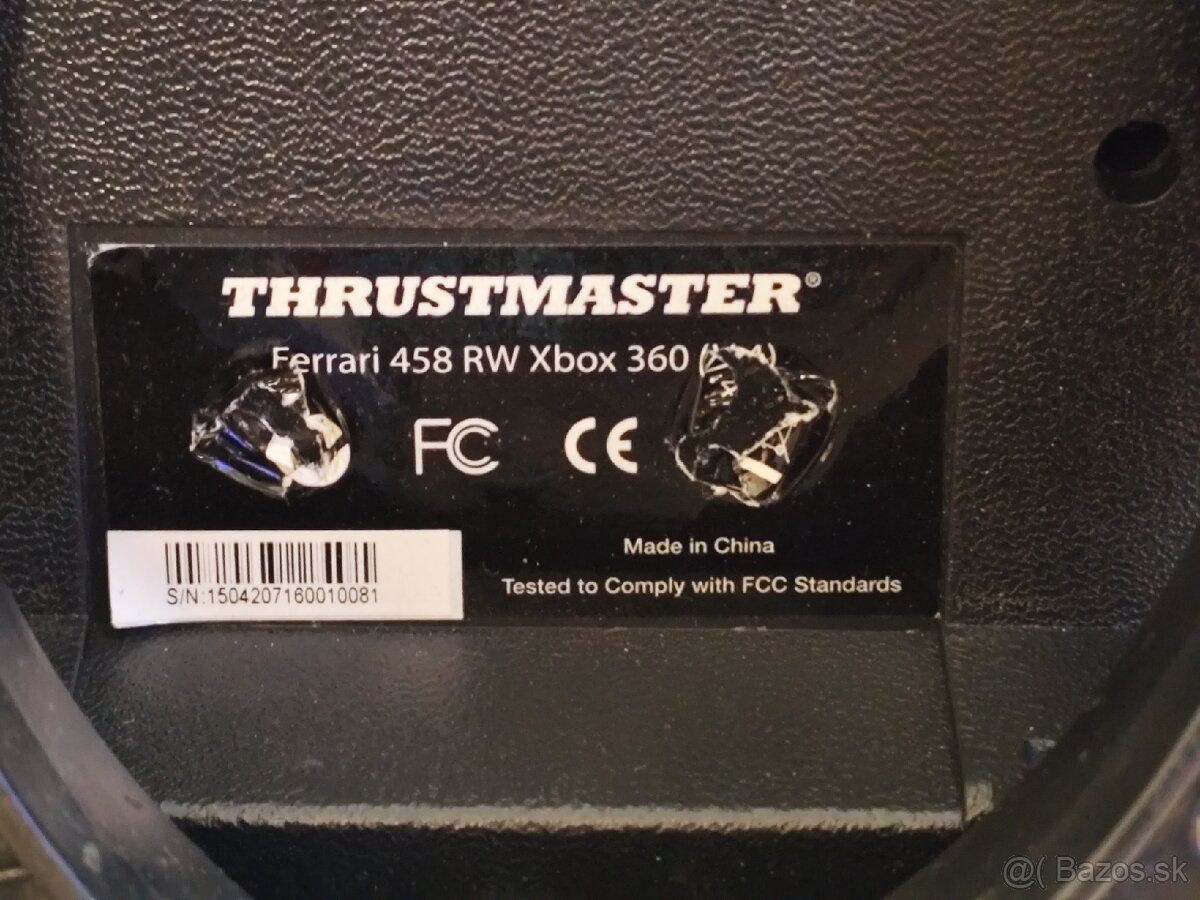 THRUSTMASTER®
Ferrari 458 RW Xbox 360
FC CE
Made in China
Tested to Comply with FCC Standards
S/N:1504207160010081
@( Bazos.sk